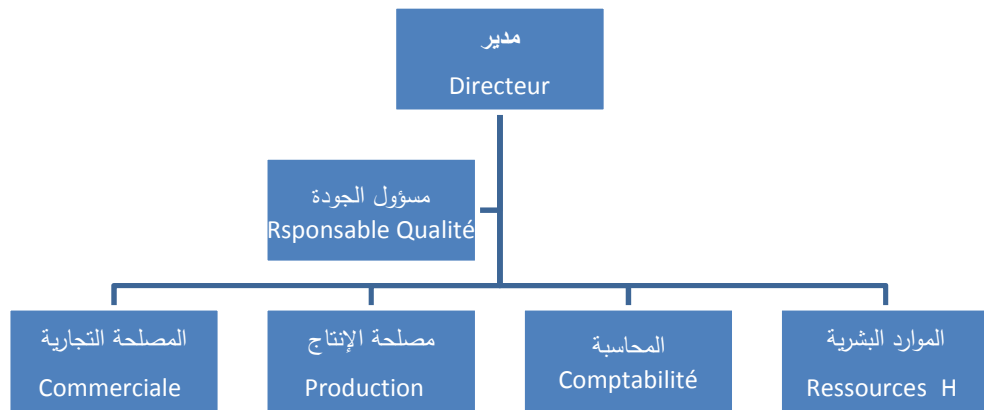 مدير
Directeur
مسؤول الجودة
Rsponsable Qualité
المصلحة التجارية
Commerciale
مصلحة الإنتاج
Production
المحاسبة
Comptabilité
الموارد البشرية
Ressources H